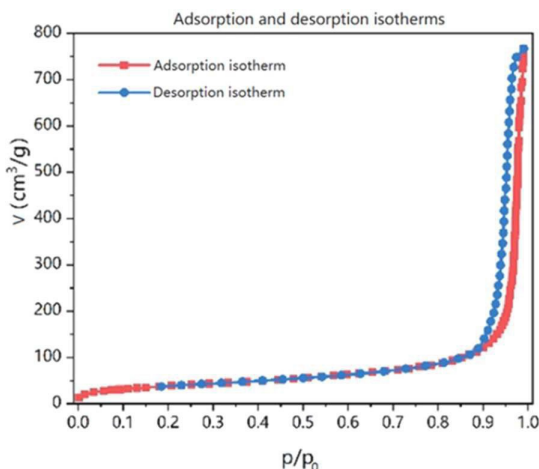 Adsorption and desorption isotherms
Adsorption isotherm
Desorption isotherm
V (cm³/g)
800
700
600
500
400
300
200
100
0
0.0 0.1 0.2 0.3 0.4 0.5 0.6 0.7 0.8 0.9 1.0
p/p₀